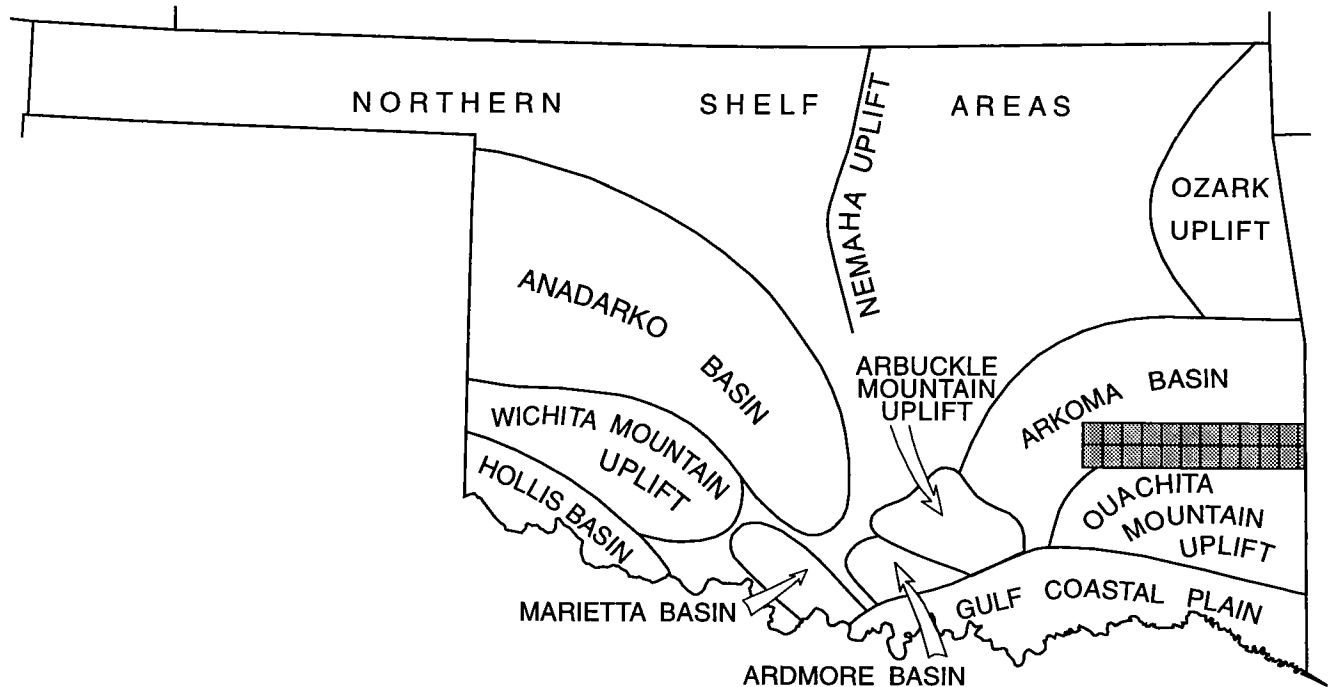 NORTHERN SHELF AREAS
NEMAHA UPLIFT
OZARK
UPLIFT
ANADARKO BASIN
ARBUCKLE
MOUNTAIN
UPLIFT
ARKOMA BASIN
WICHITA MOUNTAIN
UPLIFT
HOLLIS BASIN
OUACHITA
MOUNTAIN
UPLIFT
MARIETTA BASIN
GULF COASTAL PLAIN
ARDMORE BASIN